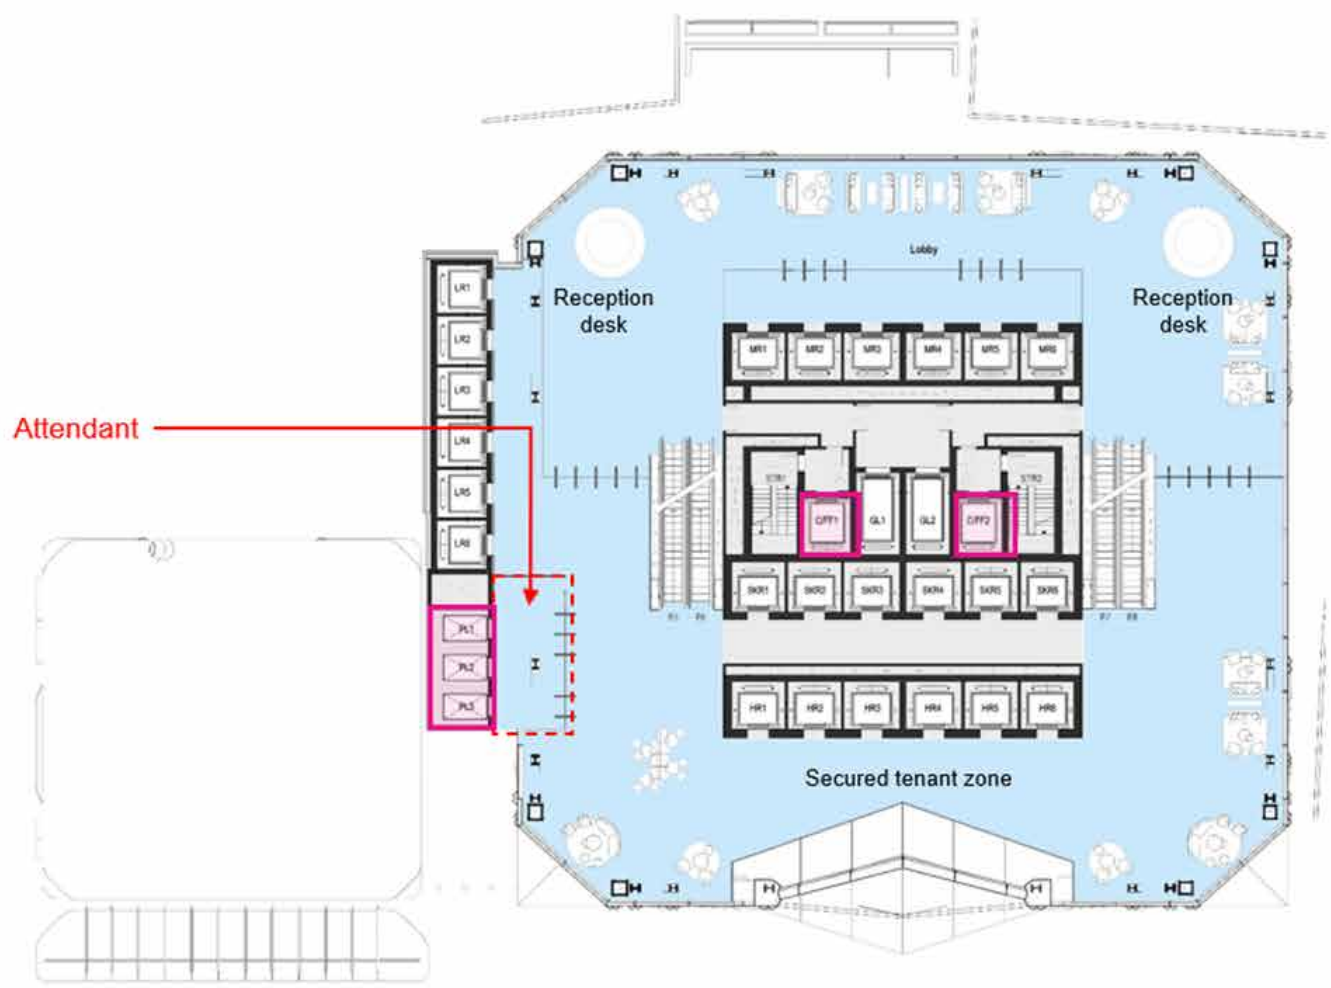 Lobby
Reception
desk
Reception
desk
LR1
LR2
LR3
LR4
LR5
LR6
MR1 MR2 MR3 MR4 MR5 MR6
Attendant
STR1
STR2
GL1
GL2
SKR1 SKR2 SKR3 SKR4 SKR5 SKR6
PL1
PL2
PL3
HR1 HR2 HR3 HR4 HR5 HR6
Secured tenant zone